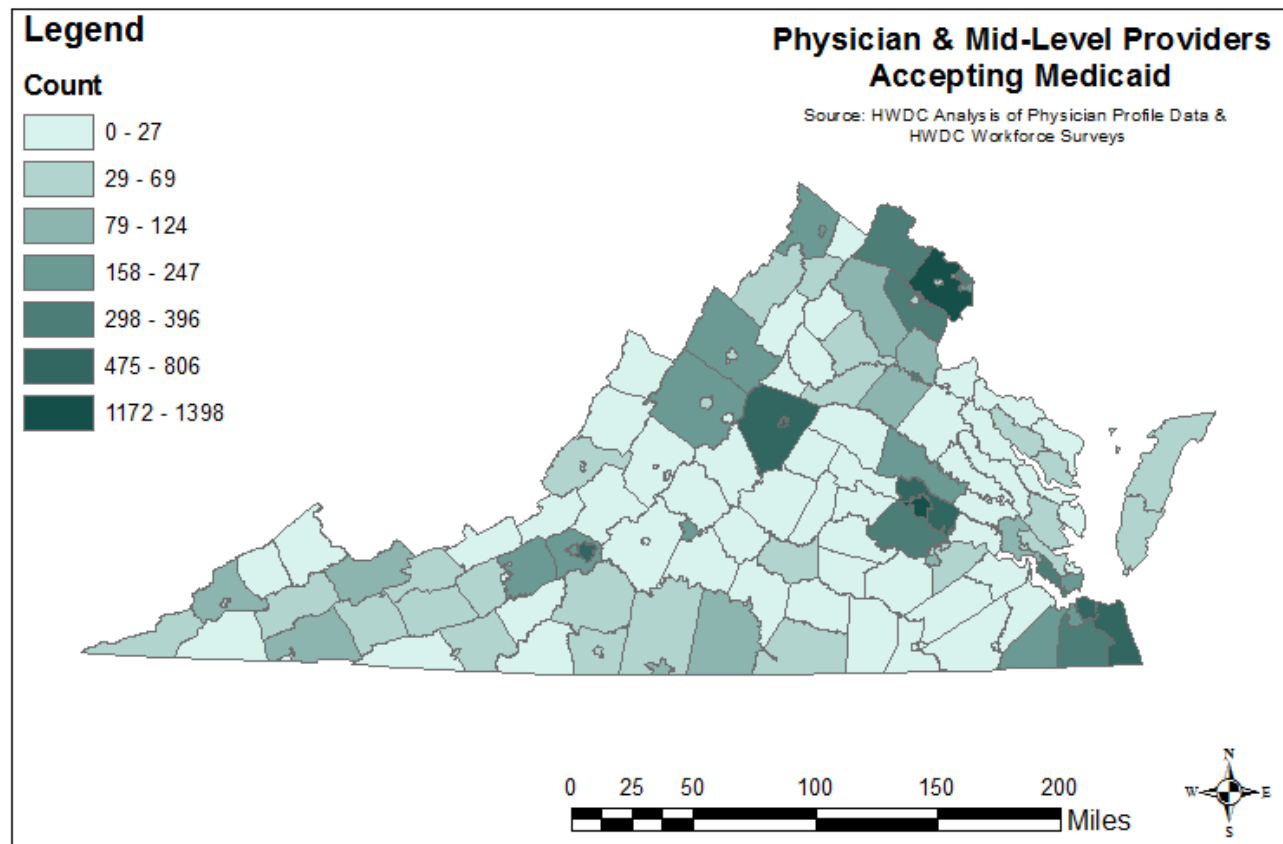 Legend
Count
0 - 27
29 - 69
79 - 124
158 - 247
298 - 396
475 - 806
1172 - 1398
Physician & Mid-Level Providers
Accepting Medicaid
Source: HWDC Analysis of Physician Profile Data &
HWDC Workforce Surveys
0 25 50 100 150 200
Miles
N
W E
S